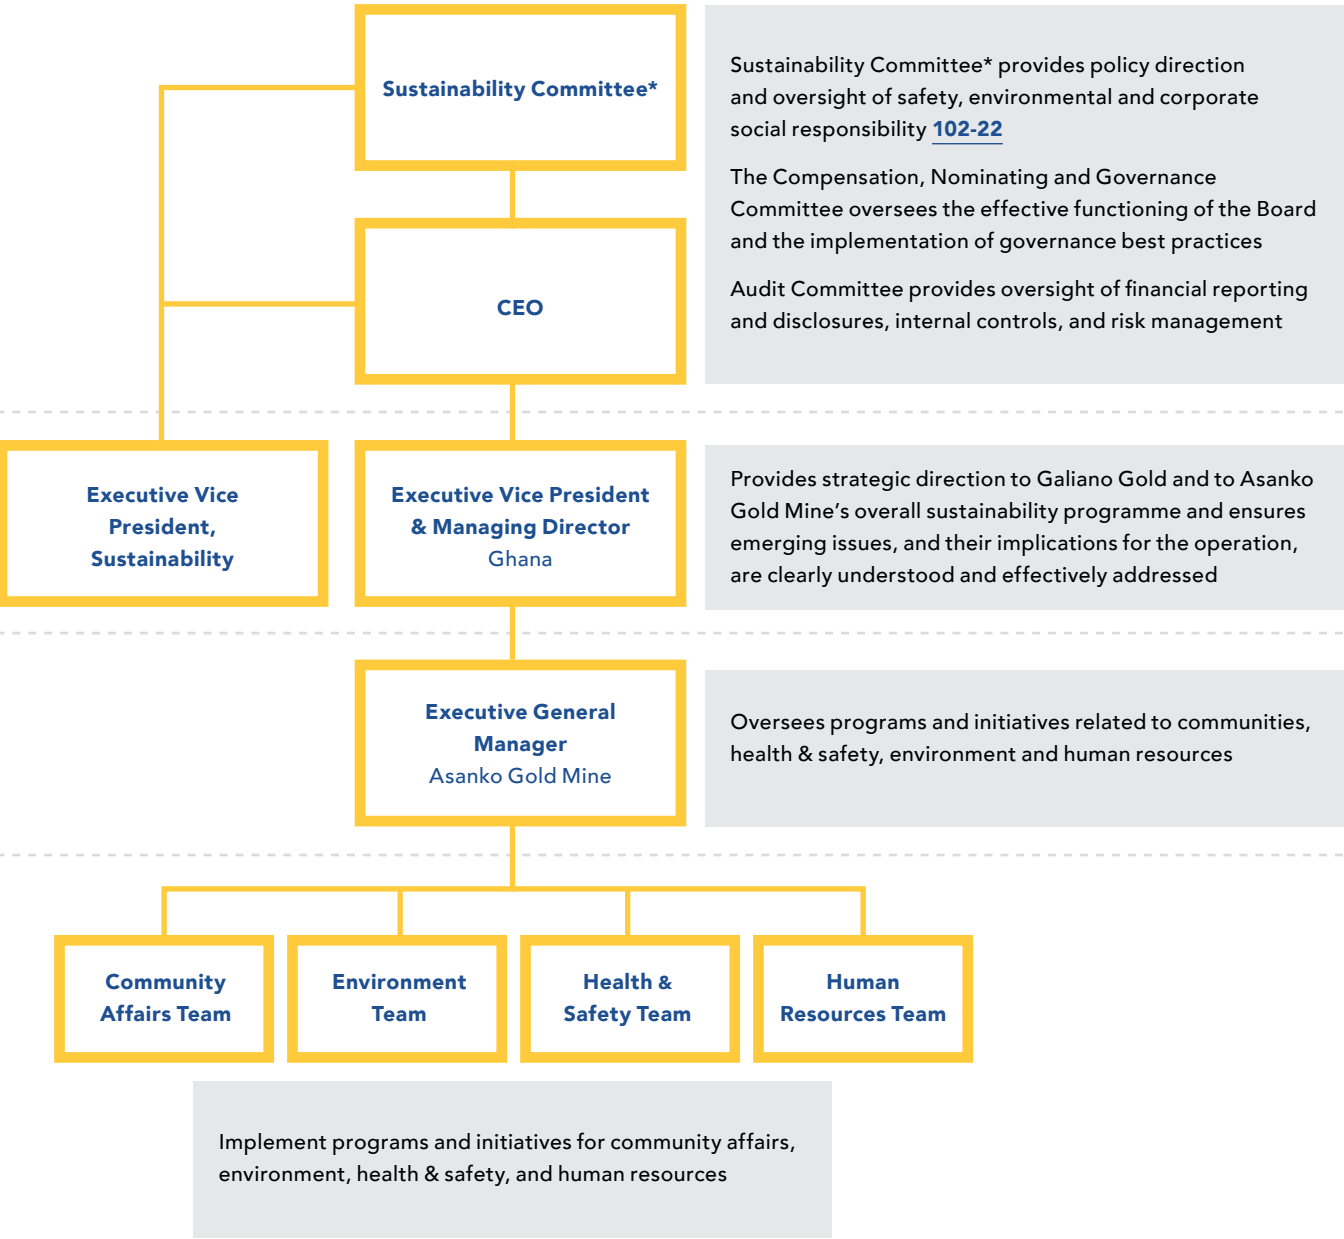 Sustainability Committee*
Sustainability Committee* provides policy direction
and oversight of safety, environmental and corporate
social responsibility 102-22
The Compensation, Nominating and Governance
Committee oversees the effective functioning of the Board
and the implementation of governance best practices
Audit Committee provides oversight of financial reporting
and disclosures, internal controls, and risk management
CEO
Executive Vice
President,
Sustainability
Executive Vice President
& Managing Director
Ghana
Provides strategic direction to Galiano Gold and to Asanko
Gold Mine’s overall sustainability programme and ensures
emerging issues, and their implications for the operation,
are clearly understood and effectively addressed
Executive General
Manager
Asanko Gold Mine
Oversees programs and initiatives related to communities,
health & safety, environment and human resources
Community
Affairs Team
Environment
Team
Health &
Safety Team
Human
Resources Team
Implement programs and initiatives for community affairs,
environment, health & safety, and human resources